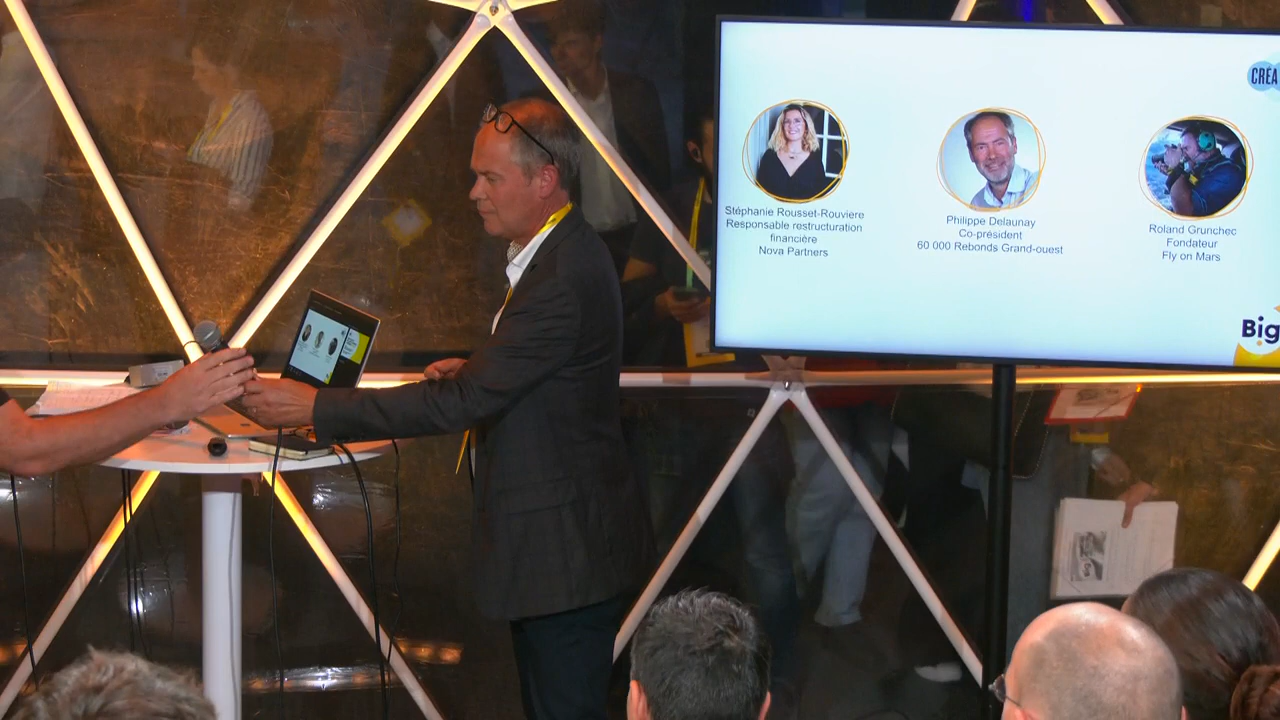 CRÉA
Stéphanie Rousset-Rouviere
Responsable restructuration
financière
Nova Partners
Philippe Delaunay
Co-président
60 000 Rebonds Grand-ouest
Roland Grunchec
Fondateur
Fly on Mars
Big